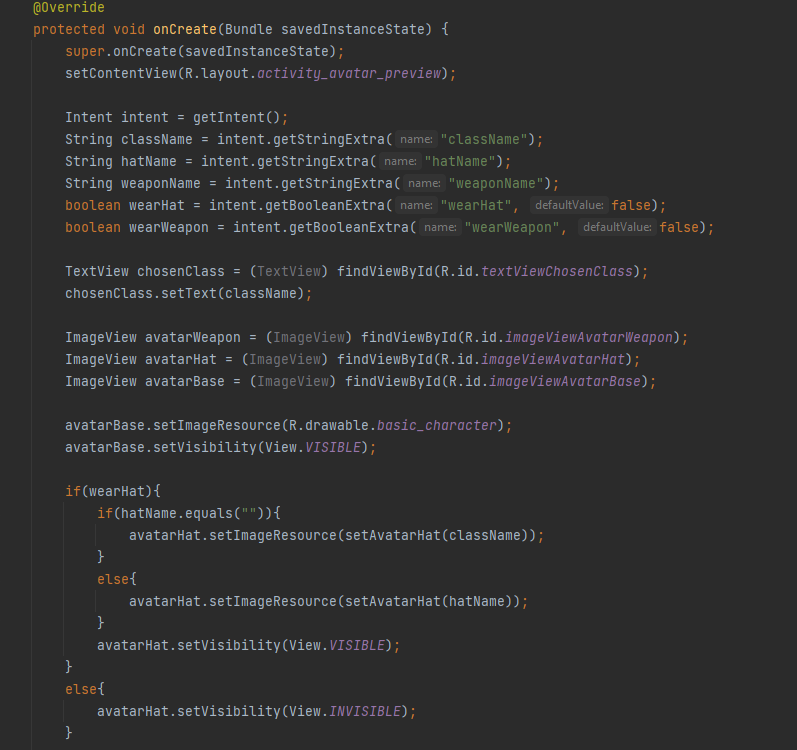 @Override
protected void onCreate(Bundle savedInstanceState) {
super.onCreate(savedInstanceState);
setContentView(R.layout.activity_avatar_preview);
Intent intent = getIntent();
String className = intent.getStringExtra( name: "className");
String hatName = intent.getStringExtra( name: "hatName");
String weaponName = intent.getStringExtra( name: "weaponName");
boolean wearHat = intent.getBooleanExtra( name: "wearHat", defaultValue: false);
boolean wearWeapon = intent.getBooleanExtra( name: "wearWeapon", defaultValue: false);
TextView chosenClass = (TextView) findViewById(R.id.textViewChosenClass);
chosenClass.setText(className);
ImageView avatarWeapon = (ImageView) findViewById(R.id.imageViewAvatarWeapon);
ImageView avatarHat = (ImageView) findViewById(R.id.imageViewAvatarHat);
ImageView avatarBase = (ImageView) findViewById(R.id.imageViewAvatarBase);
avatarBase.setImageResource(R.drawable.basic_character);
avatarBase.setVisibility(View.VISIBLE);
if(wearHat){
if(hatName.equals("")){
avatarHat.setImageResource(setAvatarHat(className));
}
else{
avatarHat.setImageResource(setAvatarHat(hatName));
}
avatarHat.setVisibility(View.VISIBLE);
}
else{
avatarHat.setVisibility(View.INVISIBLE);
}